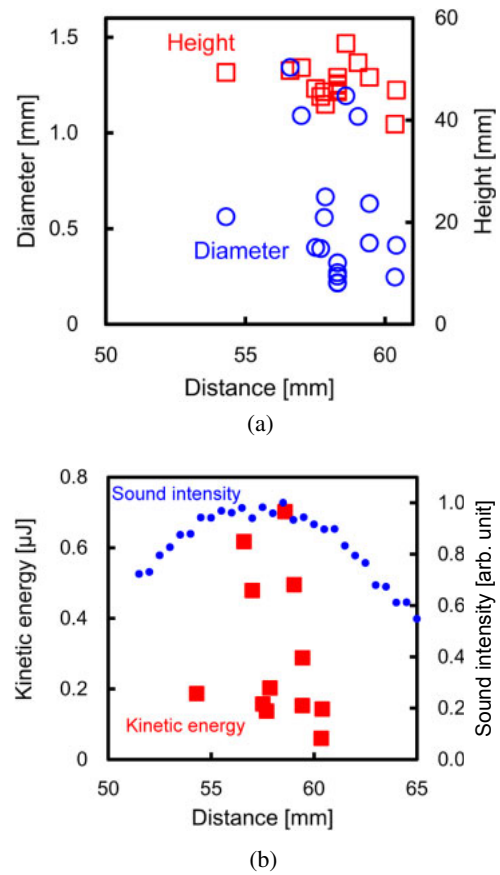 1.5
1.0
0.5
0
Diameter [mm]
Height
Diameter
60
40
20
0
Height [mm]
50
55
60
Distance [mm]
(a)
0.8
0.6
0.4
0.2
0
Kinetic energy [µJ]
Sound intensity
Kinetic energy
1.0
0.8
0.6
0.4
0.2
0.0
Sound intensity [arb. unit]
50
55
60
65
Distance [mm]
(b)